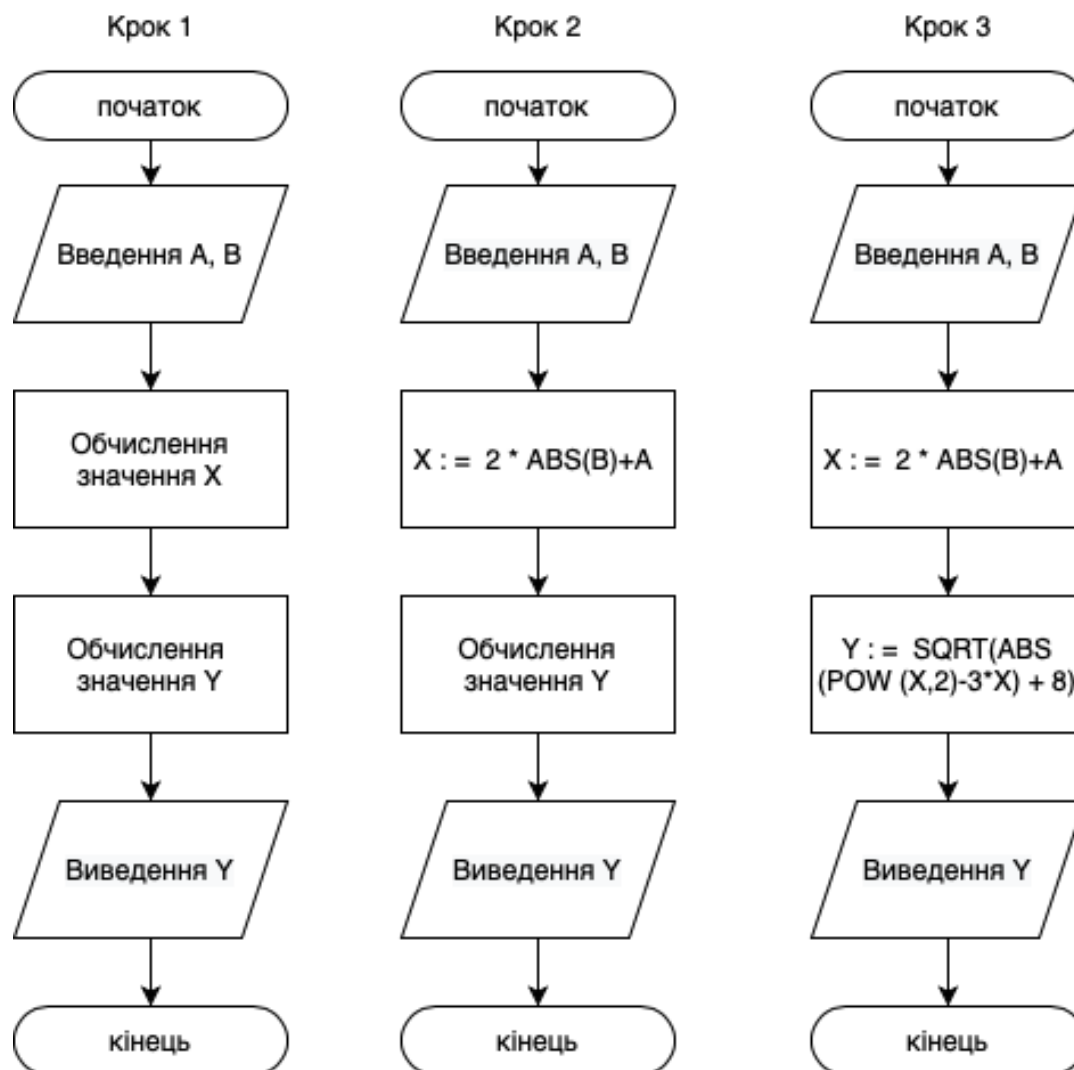 Крок 1
початок
Введення A, B
Обчислення
значення X
Обчислення
значення Y
Виведення Y
кінець
Крок 2
початок
Введення A, B
X : = 2 * ABS(B)+A
Обчислення
значення Y
Виведення Y
кінець
Крок 3
початок
Введення A, B
X : = 2 * ABS(B)+A
Y : = SQRT(ABS
(POW (X,2)-3*X) + 8)
Виведення Y
кінець